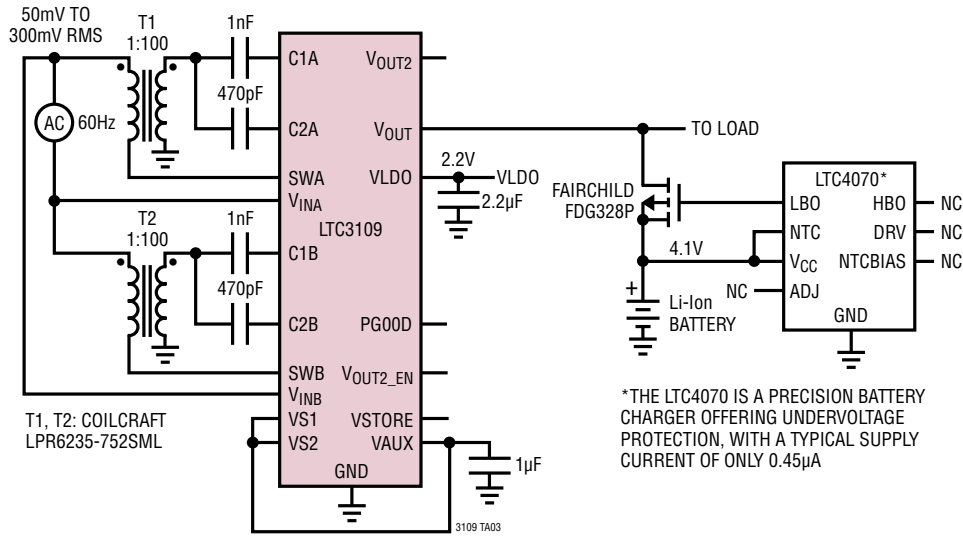 50mV TO
300mV RMS
T1
1:100
1nF
470pF
AC
60Hz
T2
1:100
1nF
470pF
T1, T2: COILCRAFT
LPR6235-752SML
C1A
C2A
SWA
VINA
C1B
C2B
SWB
VINB
VS1
VS2
LTC3109
GND
VOUT2
VOUT
VLDO
PGOOD
VOUT2_EN
VSTORE
VAUX
2.2V
VLDO
2.2µF
1µF
3109 TA03
TO LOAD
FAIRCHILD
FDG328P
4.1V
+
Li-Ion
BATTERY
LTC4070*
LBO
NTC
VCC
ADJ
NC
HBO
DRV
NTCBIAS
GND
NC
NC
NC
*THE LTC4070 IS A PRECISION BATTERY
CHARGER OFFERING UNDERVOLTAGE
PROTECTION, WITH A TYPICAL SUPPLY
CURRENT OF ONLY 0.45µA